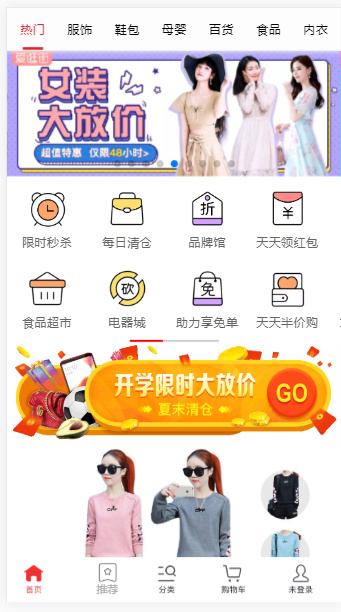 热门 服饰 鞋包 母婴 百货 食品 内衣
爱逛街
女装
大放价
超值特惠 仅限48小时>
折
¥
限时秒杀 每日清仓 品牌馆 天天领红包
砍
免
食品超市 电器城 助力享免单 天天半价购
开学限时大放价
夏末清仓
GO
首页 推荐 分类 购物车 未登录